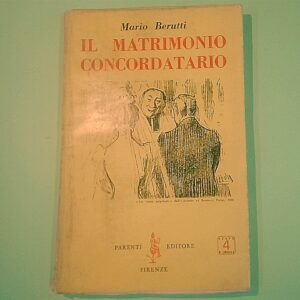 Mario Berutti
IL MATRIMONIO
CONCORDATARIO
PARENTI EDITORE
FIRENZE
4